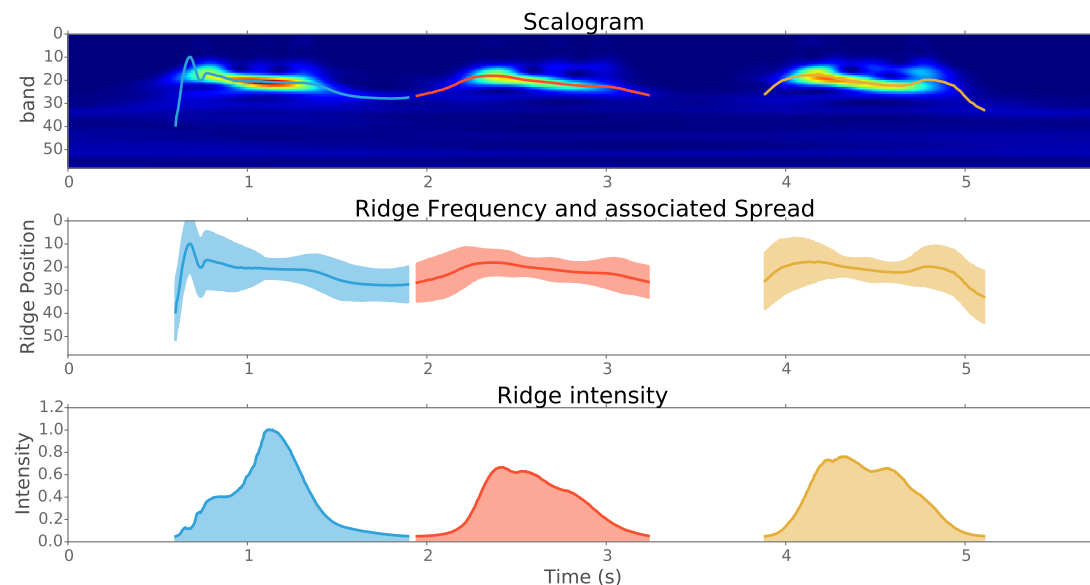 Scalogram
0
10
20
30
40
50
band
0 1 2 3 4 5
Ridge Frequency and associated Spread
0
10
20
30
40
50
Ridge Position
0 1 2 3 4 5
Ridge intensity
1.2
1.0
0.8
0.6
0.4
0.2
0.0
Intensity
0 1 2 3 4 5
Time (s)